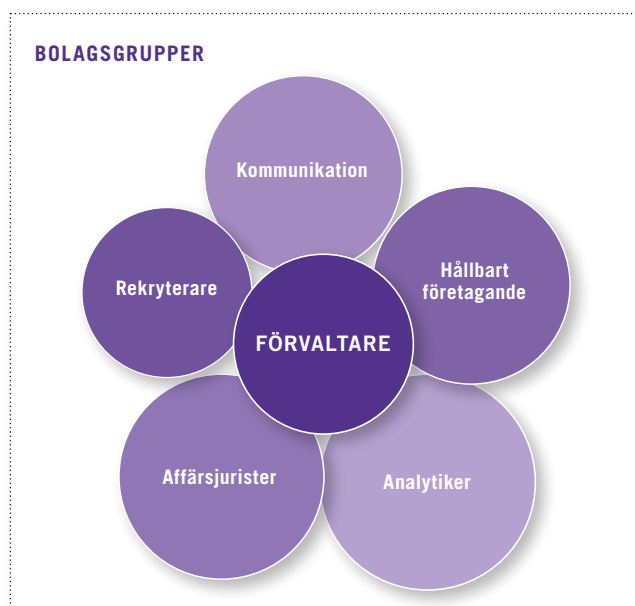 BOLAGSGRUPPER
Kommunikation
Hållbart
företagande
Rekryterare
FÖRVALTARE
Affärsjurister
Analytiker